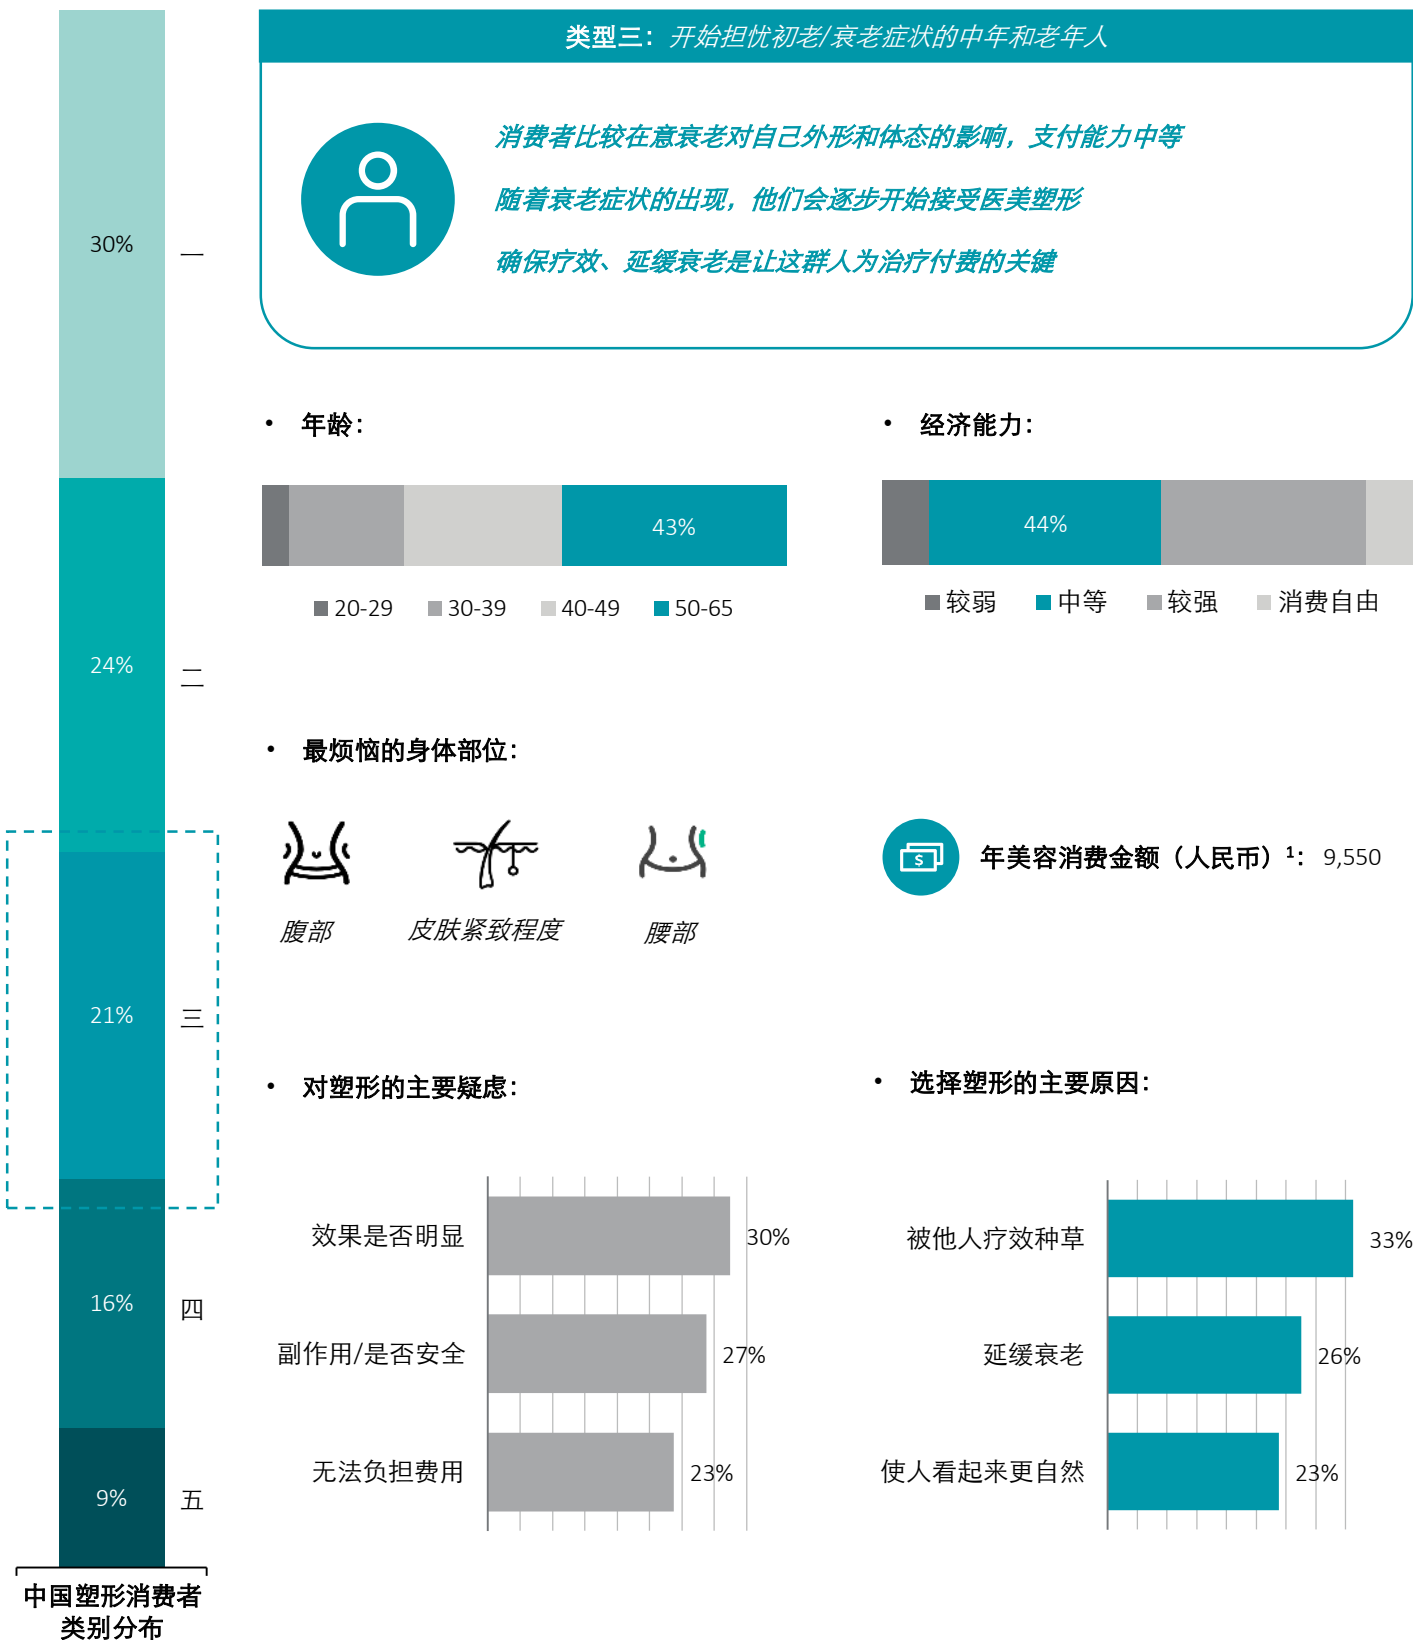 类型三：开始担忧初老/衰老症状的中年和老年人
消费者比较在意衰老对自己外形和体态的影响，支付能力中等
随着衰老症状的出现，他们会逐步开始接受医美塑形
确保疗效、延缓衰老是让这群人为治疗付费的关键
30%
一
24%
二
21%
三
16%
四
9%
五
中国塑形消费者
类别分布
• 年龄：
43%
20-29 30-39 40-49 50-65
• 经济能力：
44%
较弱 中等 较强 消费自由
• 最烦恼的身体部位：
腹部 皮肤紧致程度 腰部
$
年美容消费金额（人民币）1： 9,550
• 对塑形的主要疑虑：
效果是否明显 30%
副作用/是否安全 27%
无法负担费用 23%
• 选择塑形的主要原因：
被他人疗效种草 33%
延缓衰老 26%
使人看起来更自然 23%